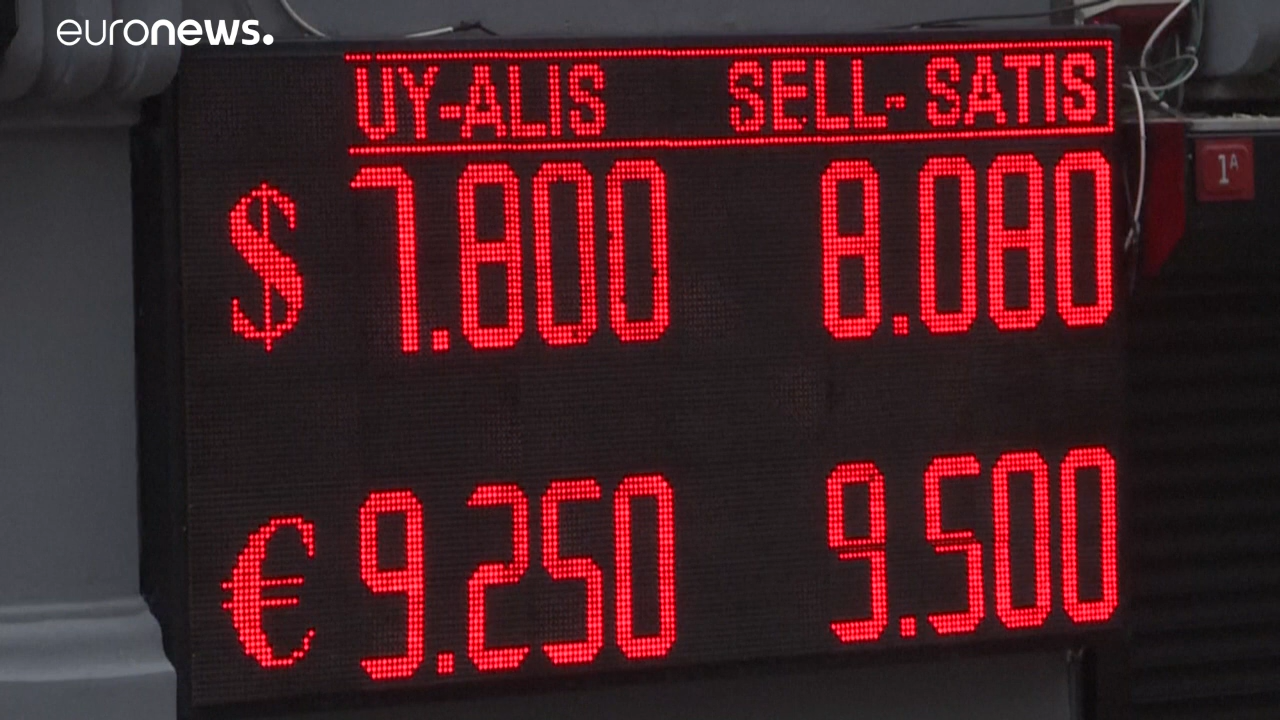 euronews.
UY-ALIS SELL- SATIS
1A
$ 7.800 8.080
€ 9.250 9.500